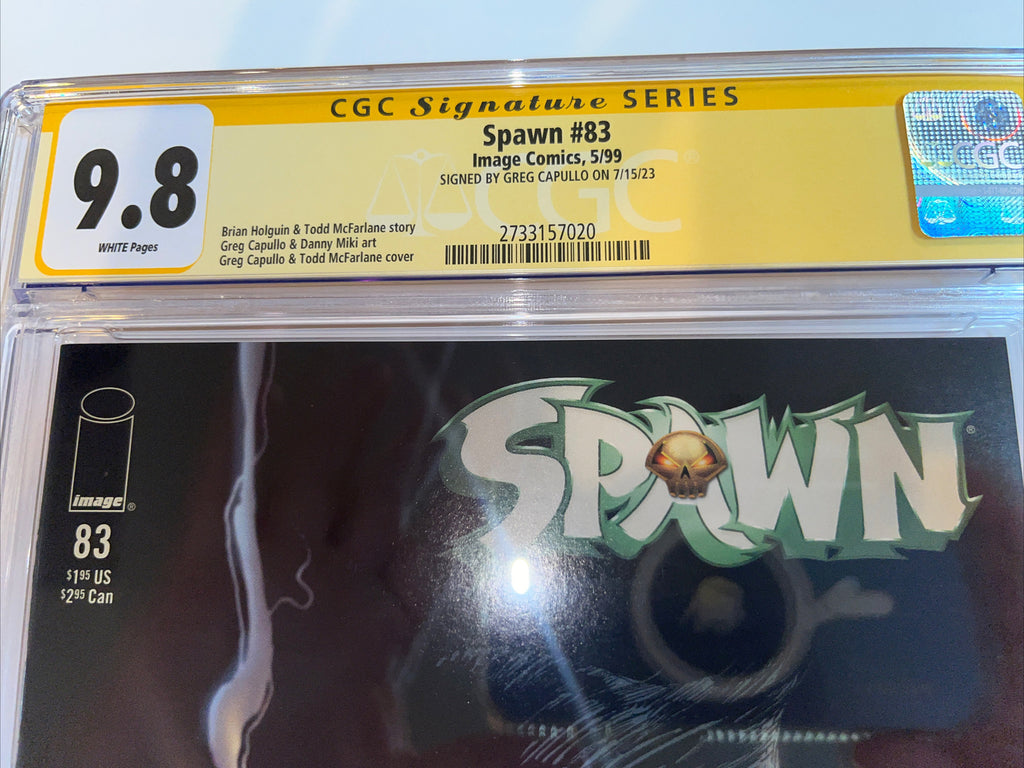 CGC Signature SERIES
Spawn #83
Image Comics, 5/99
SIGNED BY GREG CAPULLO ON 7/15/23
9.8
WHITE Pages
Brian Holguin & Todd McFarlane story
Greg Capullo & Danny Miki art
Greg Capullo & Todd McFarlane cover
2733157020
CGC ®
CGC
SPAWN ®
image ®
83
$1.95 US
$2.95 Can